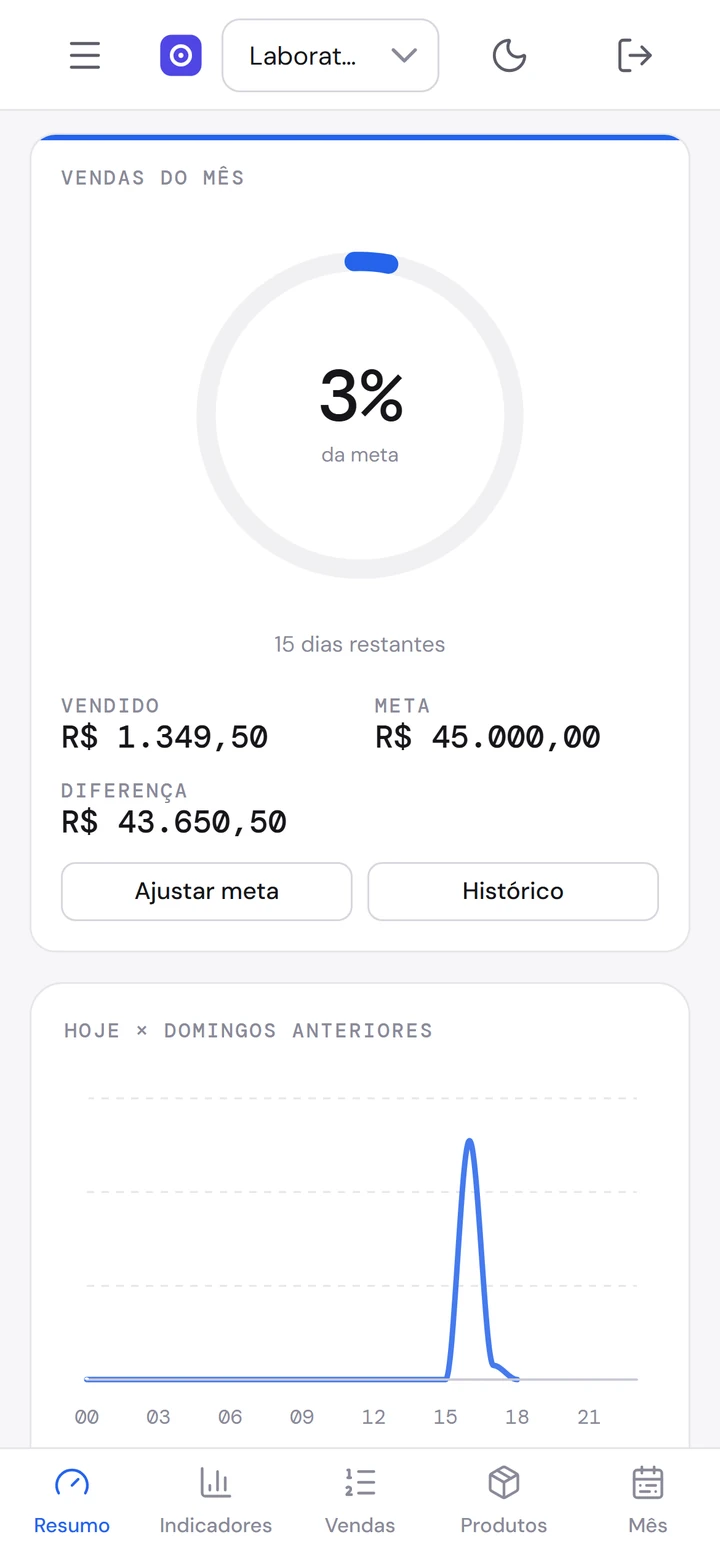 Laborat...
VENDAS DO MÊS
3%
da meta
15 dias restantes
VENDIDO META
R$ 1.349,50 R$ 45.000,00
DIFERENÇA
R$ 43.650,50
Ajustar meta Histórico
HOJE × DOMINGOS ANTERIORES
00 03 06 09 12 15 18 21
Resumo Indicadores Vendas Produtos Mês